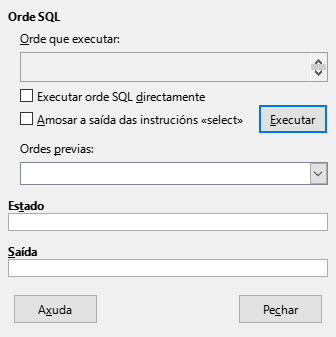 Orde SQL
Orde que executar:
Executar orde SQL directamente
Amosar a saída das instrucións «select»
Executar
Ordes previas:
Estado
Saída
Axuda
Pechar